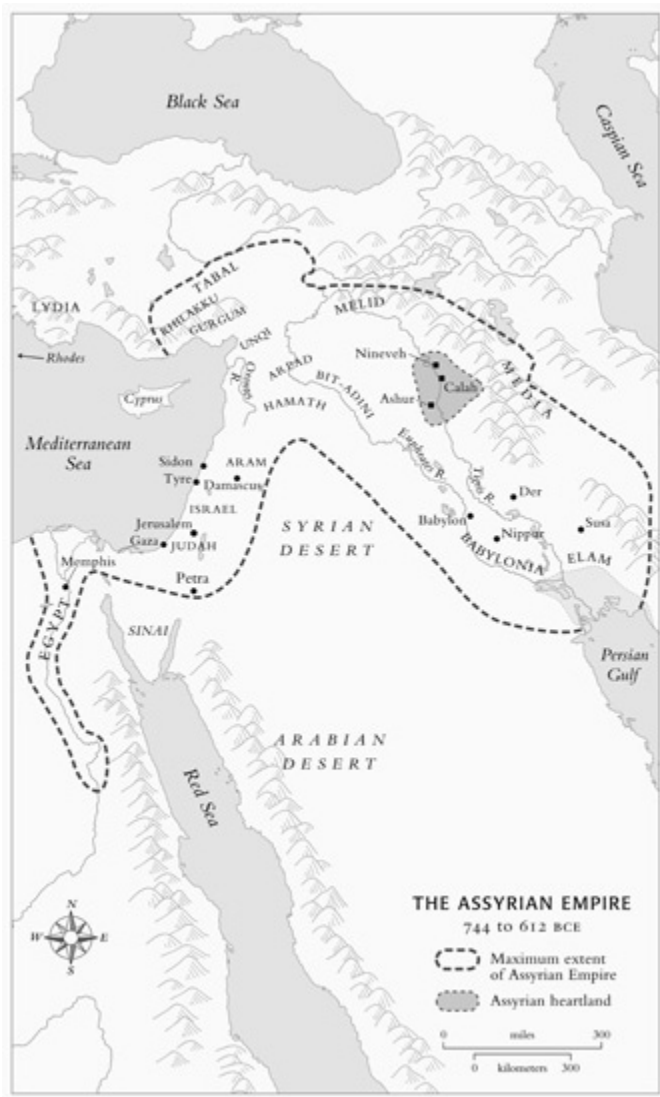 Black Sea
Caspian Sea
TABAL
KHILAKKU
GURGUM
MELID
LYDIA
UNQI
Rhodes
Nineveh
MEDIA
ARPAD
Calah
Orontes
R.
BIT-ADINI
Cyprus
Ashur
HAMATH
Mediterranean
Sea
Euphrates R.
Sidon
ARAM
Tigris R.
Tyre
Damascus
Der
ISRAEL
Babylon
Susa
Jerusalem
SYRIAN
DESERT
Nippur
Gaza
JUDAH
BABYLONIA
ELAM
Memphis
Petra
EGYPT
SINAI
Persian
Gulf
ARABIAN
DESERT
Red Sea
THE ASSYRIAN EMPIRE
744 to 612 BCE
N
W
E
S
Maximum extent
of Assyrian Empire
Assyrian heartland
0 miles 300
0 kilometers 300